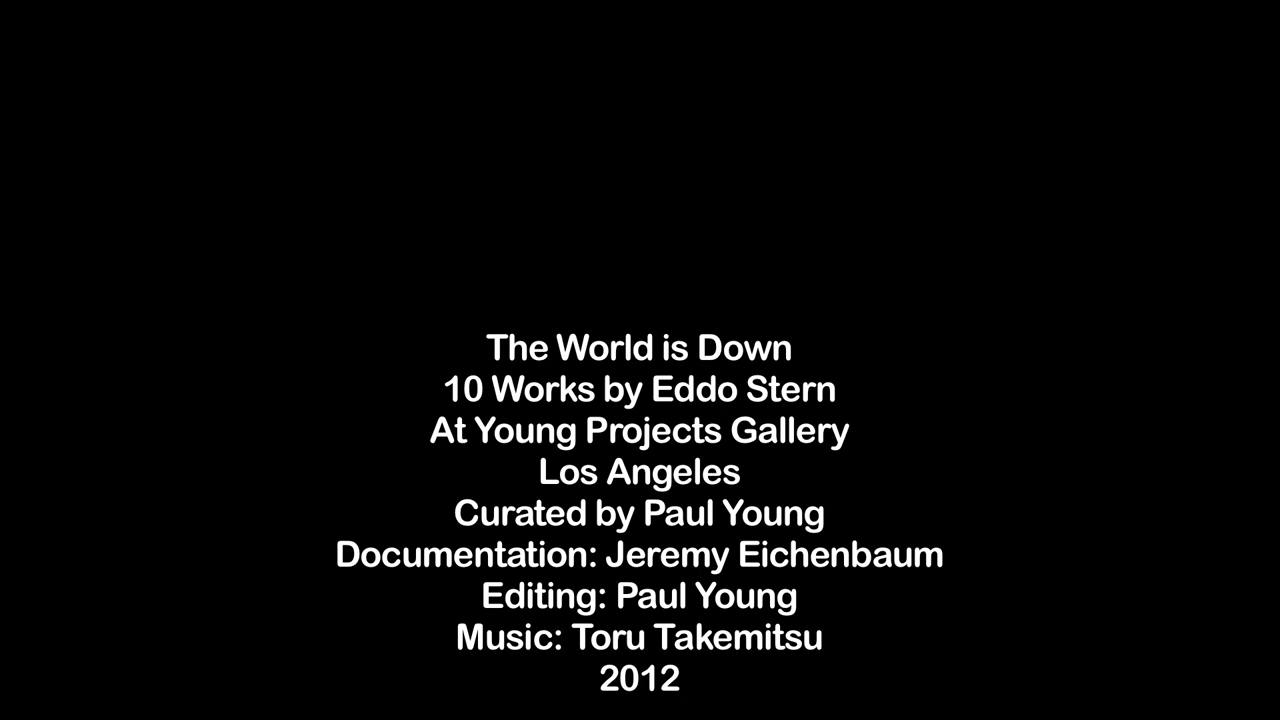 The World is Down
10 Works by Eddo Stern
At Young Projects Gallery
Los Angeles
Curated by Paul Young
Documentation: Jeremy Eichenbaum
Editing: Paul Young
Music: Toru Takemitsu
2012